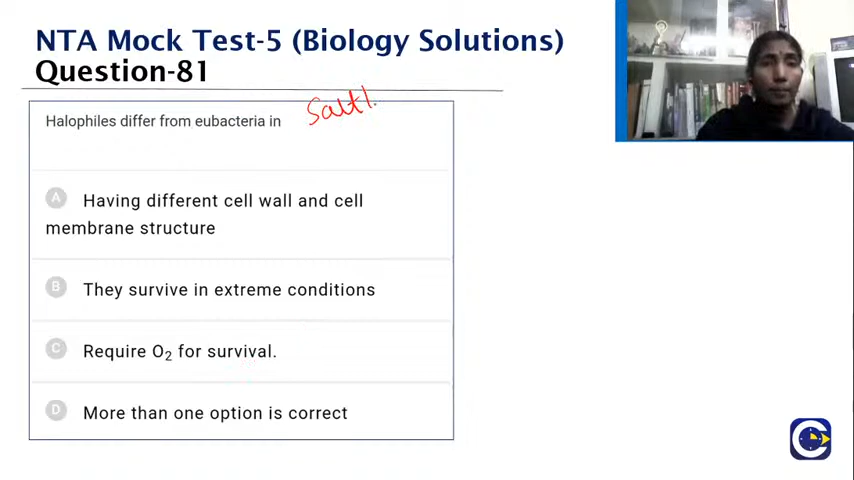 NTA Mock Test-5 (Biology Solutions)
Question-81
Halophiles differ from eubacteria in
A Having different cell wall and cell
membrane structure
B They survive in extreme conditions
C Require O₂ for survival.
D More than one option is correct